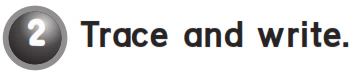 2 Trace and write.